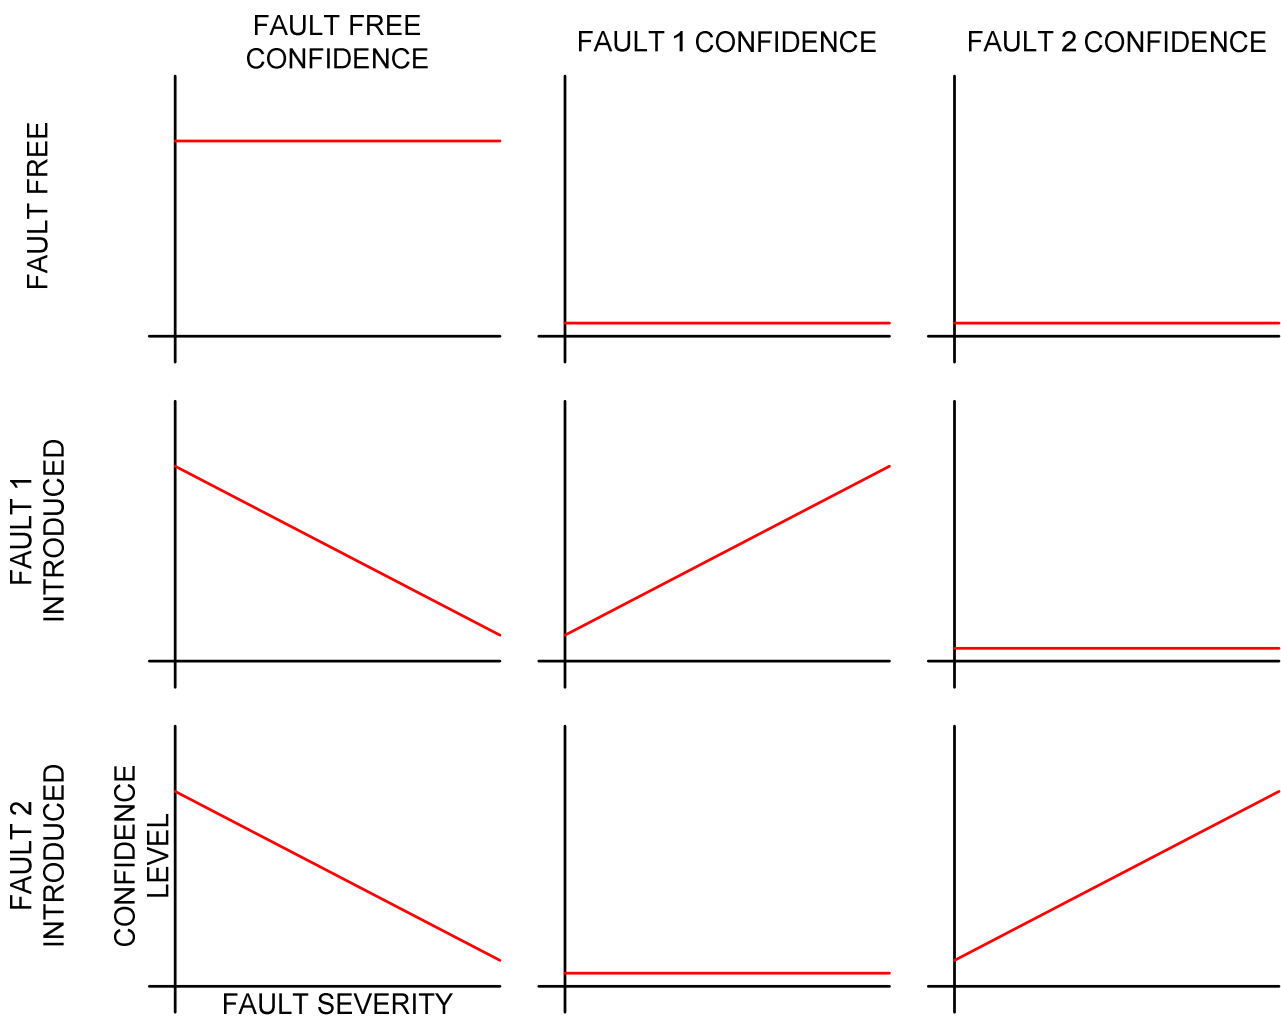 FAULT FREE
CONFIDENCE
FAULT 1 CONFIDENCE
FAULT 2 CONFIDENCE
FAULT FREE
FAULT 1
INTRODUCED
FAULT 2
INTRODUCED
CONFIDENCE
LEVEL
FAULT SEVERITY